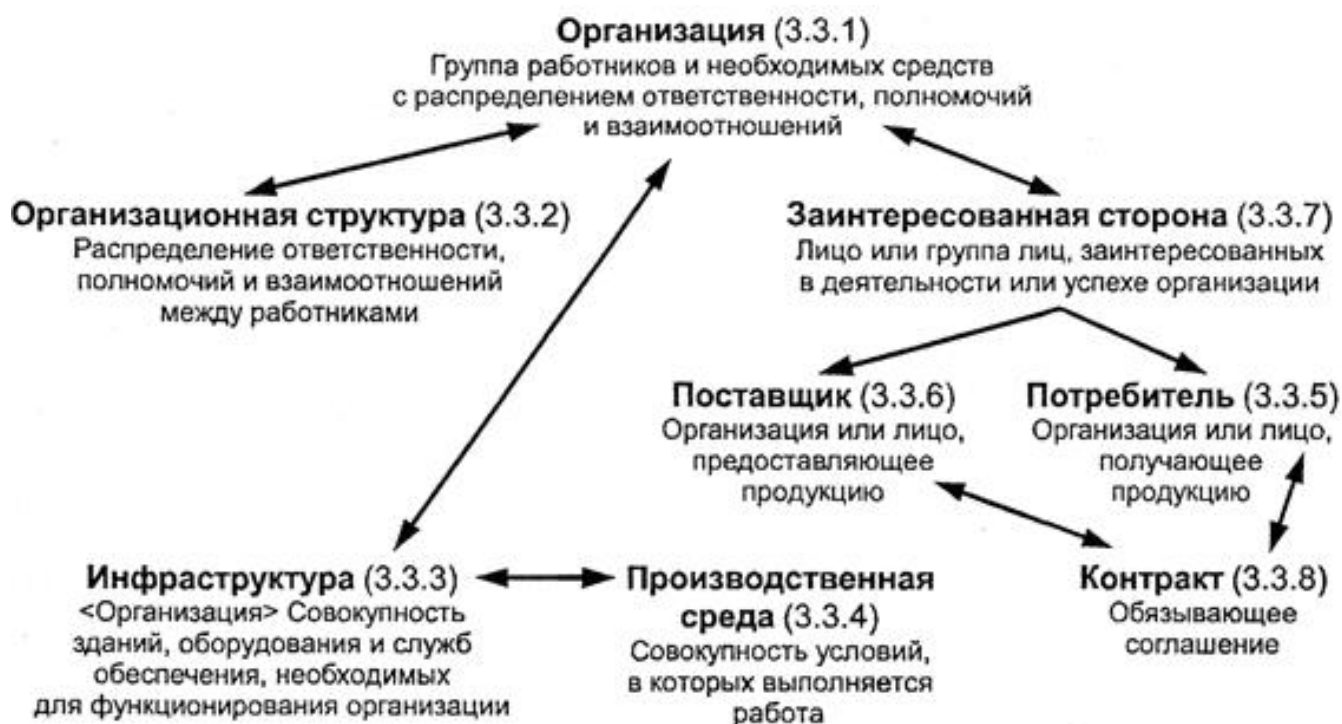 Организация (3.3.1)
Группа работников и необходимых средств
с распределением ответственности, полномочий
и взаимоотношений
Организационная структура (3.3.2)
Распределение ответственности,
полномочий и взаимоотношений
между работниками
Заинтересованная сторона (3.3.7)
Лицо или группа лиц, заинтересованных
в деятельности или успехе организации
Поставщик (3.3.6)
Организация или лицо,
предоставляющее
продукцию
Потребитель (3.3.5)
Организация или лицо,
получающее
продукцию
Инфраструктура (3.3.3)
<Организация> Совокупность
зданий, оборудования и служб
обеспечения, необходимых
для функционирования организации
Производственная
среда (3.3.4)
Совокупность условий,
в которых выполняется
работа
Контракт (3.3.8)
Обязывающее
соглашение